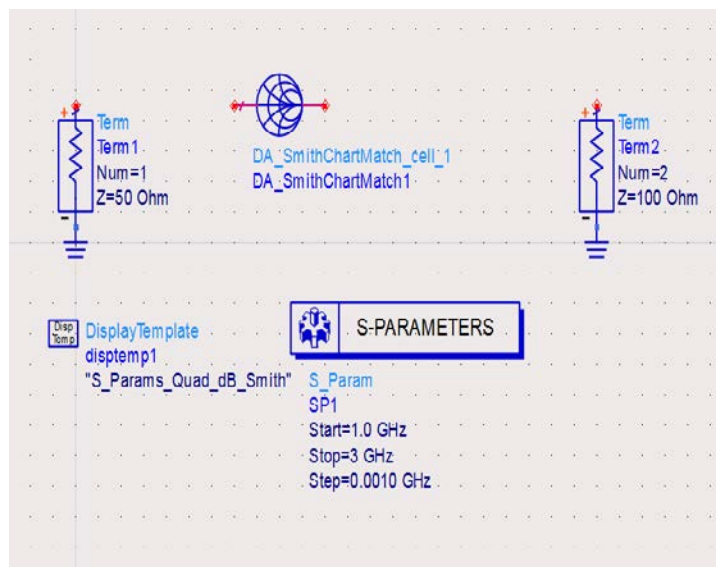 Term
Term1
Num=1
Z=50 Ohm
+
-
DA_SmithChartMatch_cell_1
DA_SmithChartMatch1
Term
Term2
Num=2
Z=100 Ohm
+
-
Disp
Temp
DisplayTemplate
disptemp1
"S_Params_Quad_dB_Smith"
S-PARAMETERS
S_Param
SP1
Start=1.0 GHz
Stop=3 GHz
Step=0.0010 GHz